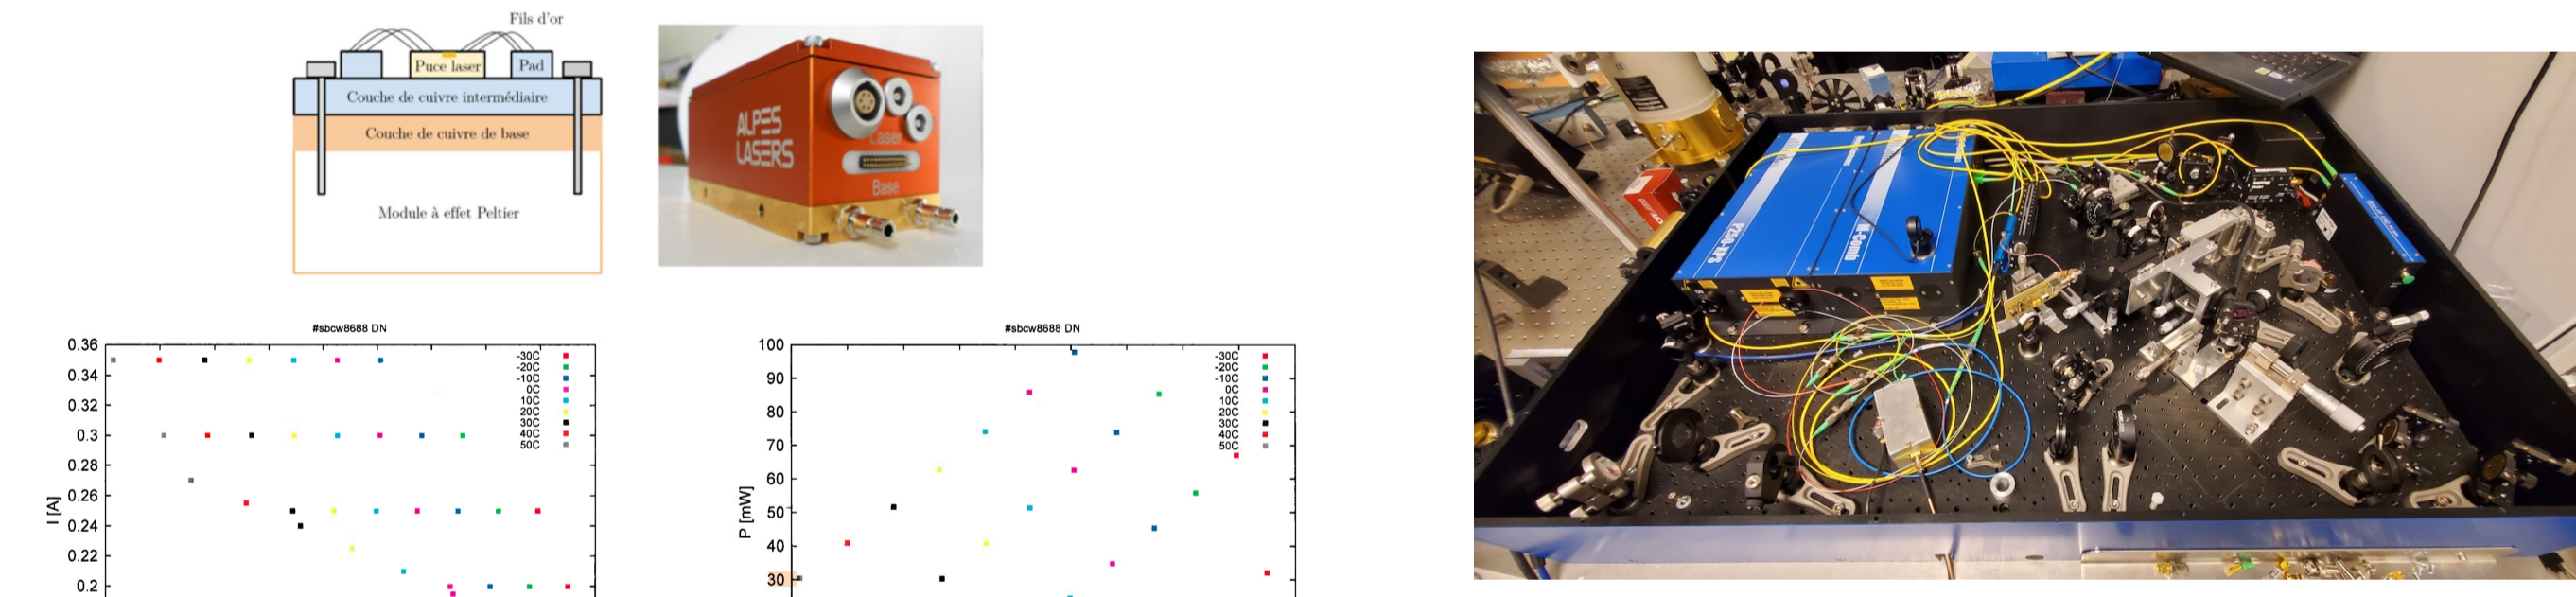 Fils d'or
Puce laser
Pad
Couche de cuivre intermédiaire
Couche de cuivre de base
Module à effet Peltier
ALPES
LASERS
Laser
Base
#sbcw8688 DN
0.36
0.34
0.32
0.3
0.28
0.26
0.24
0.22
0.2
I [A]
-30C
-20C
-10C
0C
10C
20C
30C
40C
50C
#sbcw8688 DN
100
90
80
70
60
50
40
30
P [mW]
-30C
-20C
-10C
0C
10C
20C
30C
40C
50C
P250-XPS
M-Comb